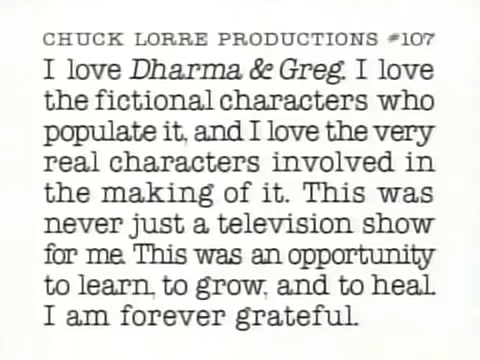 CHUCK LORRE PRODUCTIONS #107
I love Dharma & Greg. I love
the fictional characters who
populate it, and I love the very
real characters involved in
the making of it. This was
never just a television show
for me. This was an opportunity
to learn, to grow, and to heal.
I am forever grateful.